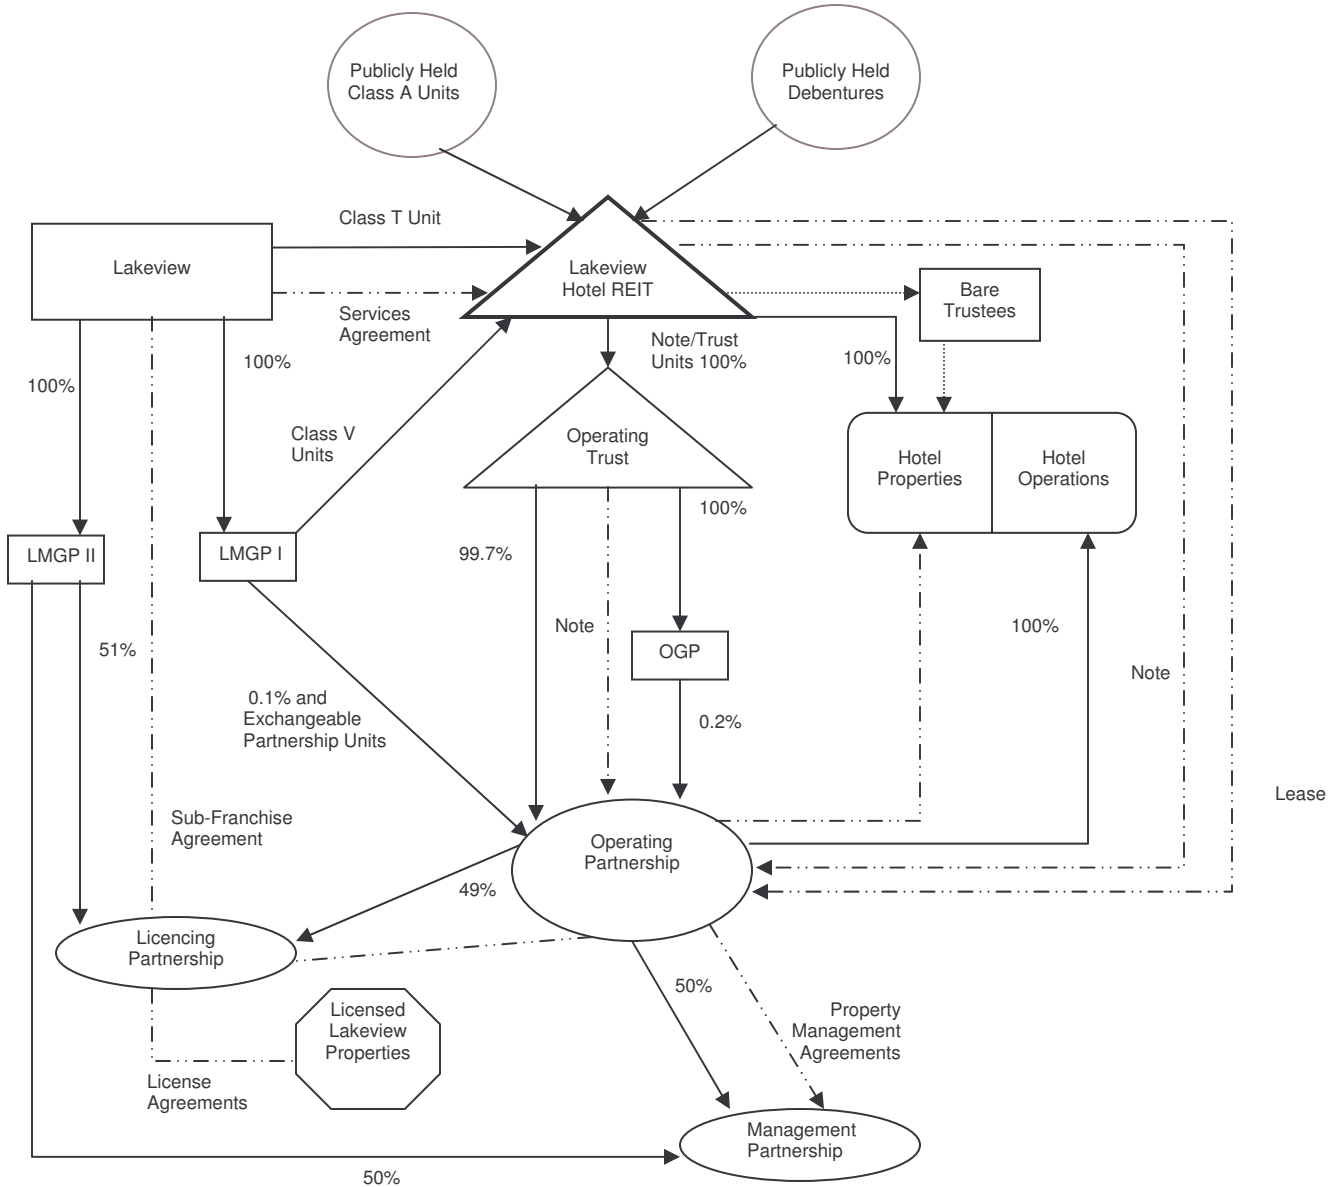 Publicly Held
Class A Units
Publicly Held
Debentures
Class T Unit
Lakeview
Lakeview
Hotel REIT
Bare
Trustees
Services
Agreement
Note/Trust
Units 100%
100%
100%
100%
Class V
Units
Operating
Trust
Hotel
Properties
Hotel
Operations
100%
99.7%
LMGP II
LMGP I
Note
100%
51%
OGP
Note
0.1% and
Exchangeable
Partnership Units
0.2%
Lease
Sub-Franchise
Agreement
Operating
Partnership
49%
Licencing
Partnership
50%
Licensed
Lakeview
Properties
Property
Management
Agreements
License
Agreements
Management
Partnership
50%